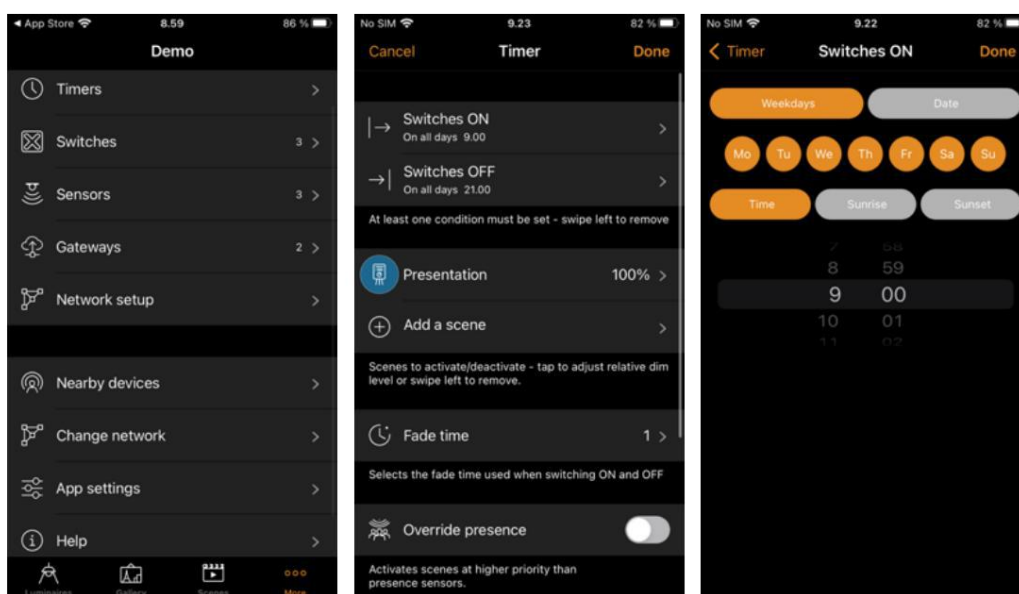 App Store 8.59 86 %
Demo
Timers
Switches 3
Sensors 3
Gateways 2
Network setup
Nearby devices
Change network
App settings
Help
Luminaires Gallery Scenes More
No SIM 9.23 82 %
Cancel Timer Done
Switches ON
On all days 9.00
Switches OFF
On all days 21.00
At least one condition must be set - swipe left to remove
Presentation 100%
Add a scene
Scenes to activate/deactivate - tap to adjust relative dim
level or swipe left to remove.
Fade time 1
Selects the fade time used when switching ON and OFF
Override presence
Activates scenes at higher priority than
presence sensors.
No SIM 9.22 82 %
Timer Switches ON Done
Weekdays Date
Mo Tu We Th Fr Sa Su
Time Sunrise Sunset
7 58
8 59
9 00
10 01
11 02